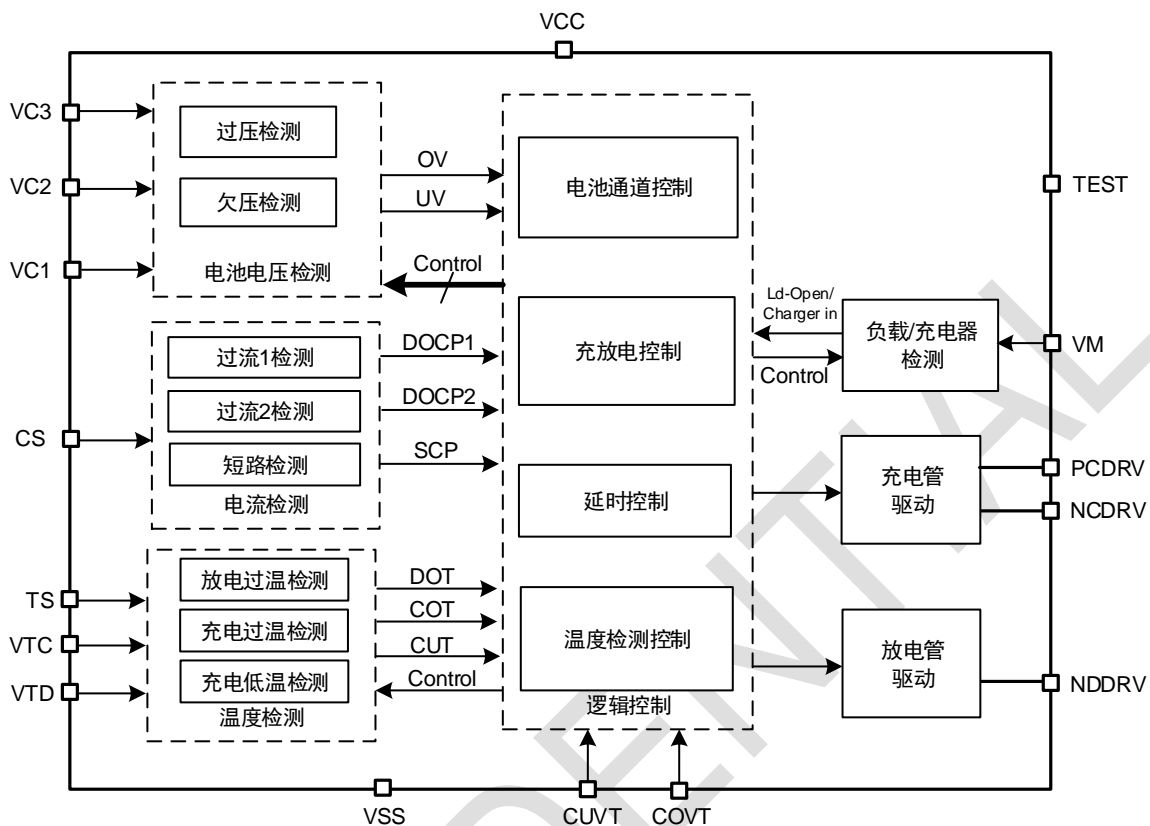 VCC
VC3
VC2
VC1
过压检测
欠压检测
电池电压检测
OV
UV
Control
电池通道控制
TEST
CS
过流1检测
过流2检测
短路检测
电流检测
DOCP1
DOCP2
SCP
充放电控制
延时控制
Ld-Open/
Charger in
Control
负载/充电器
检测
VM
充电管
驱动
PCDRV
NCDRV
TS
VTC
VTD
放电过温检测
充电过温检测
充电低温检测
温度检测
DOT
COT
CUT
Control
温度检测控制
逻辑控制
放电管
驱动
NDDRV
VSS
CUVT
COVT